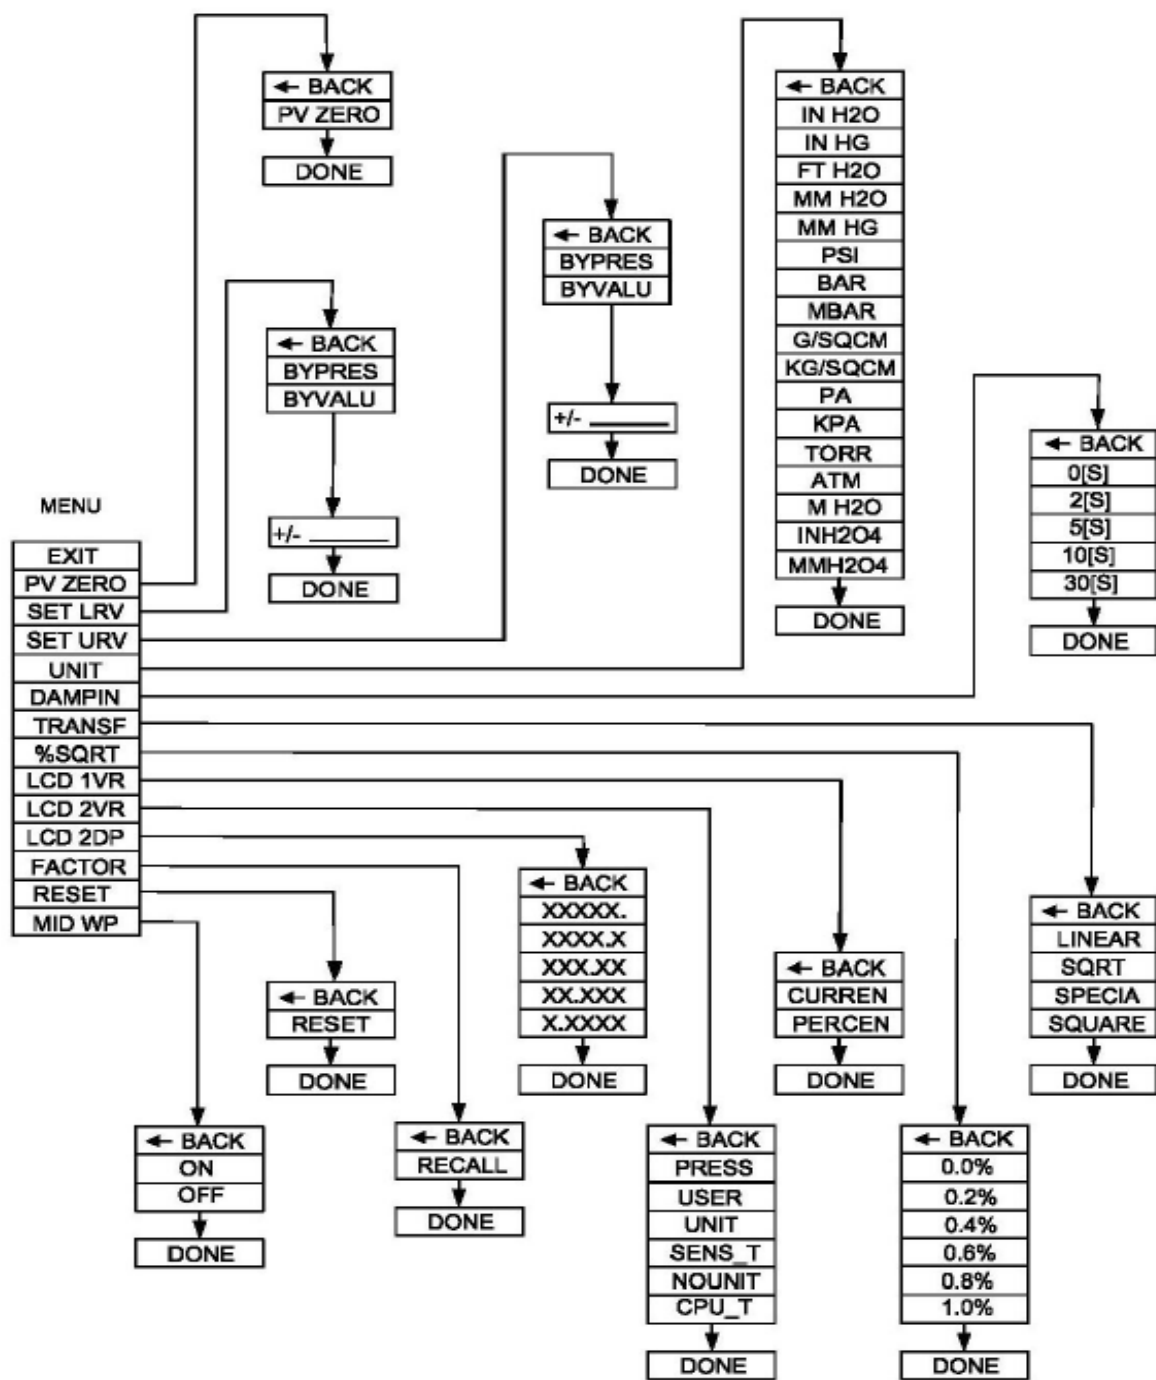 MENU
EXIT
PV ZERO
SET LRV
SET URV
UNIT
DAMPIN
TRANSF
%SQRT
LCD 1VR
LCD 2VR
LCD 2DP
FACTOR
RESET
MID WP
← BACK
PV ZERO
DONE
← BACK
BYPRES
BYVALU
+/- ______
DONE
← BACK
BYPRES
BYVALU
+/- ______
DONE
← BACK
IN H2O
IN HG
FT H2O
MM H2O
MM HG
PSI
BAR
MBAR
G/SQCM
KG/SQCM
PA
KPA
TORR
ATM
M H2O
INH2O4
MMH2O4
DONE
← BACK
0[S]
2[S]
5[S]
10[S]
30[S]
DONE
← BACK
LINEAR
SQRT
SPECIA
SQUARE
DONE
← BACK
0.0%
0.2%
0.4%
0.6%
0.8%
1.0%
DONE
← BACK
CURREN
PERCEN
DONE
← BACK
PRESS
USER
UNIT
SENS_T
NOUNIT
CPU_T
DONE
← BACK
XXXXX.
XXXX.X
XXX.XX
XX.XXX
X.XXXX
DONE
← BACK
RECALL
DONE
← BACK
RESET
DONE
← BACK
ON
OFF
DONE